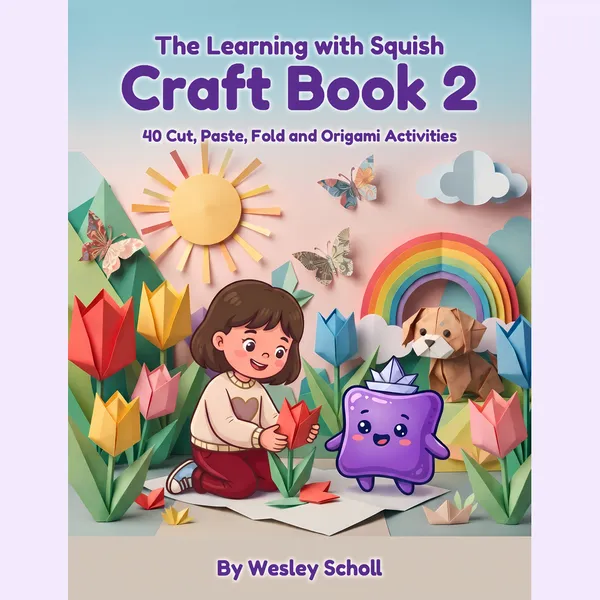 The Learning with Squish
Craft Book 2
40 Cut, Paste, Fold and Origami Activities
By Wesley Scholl